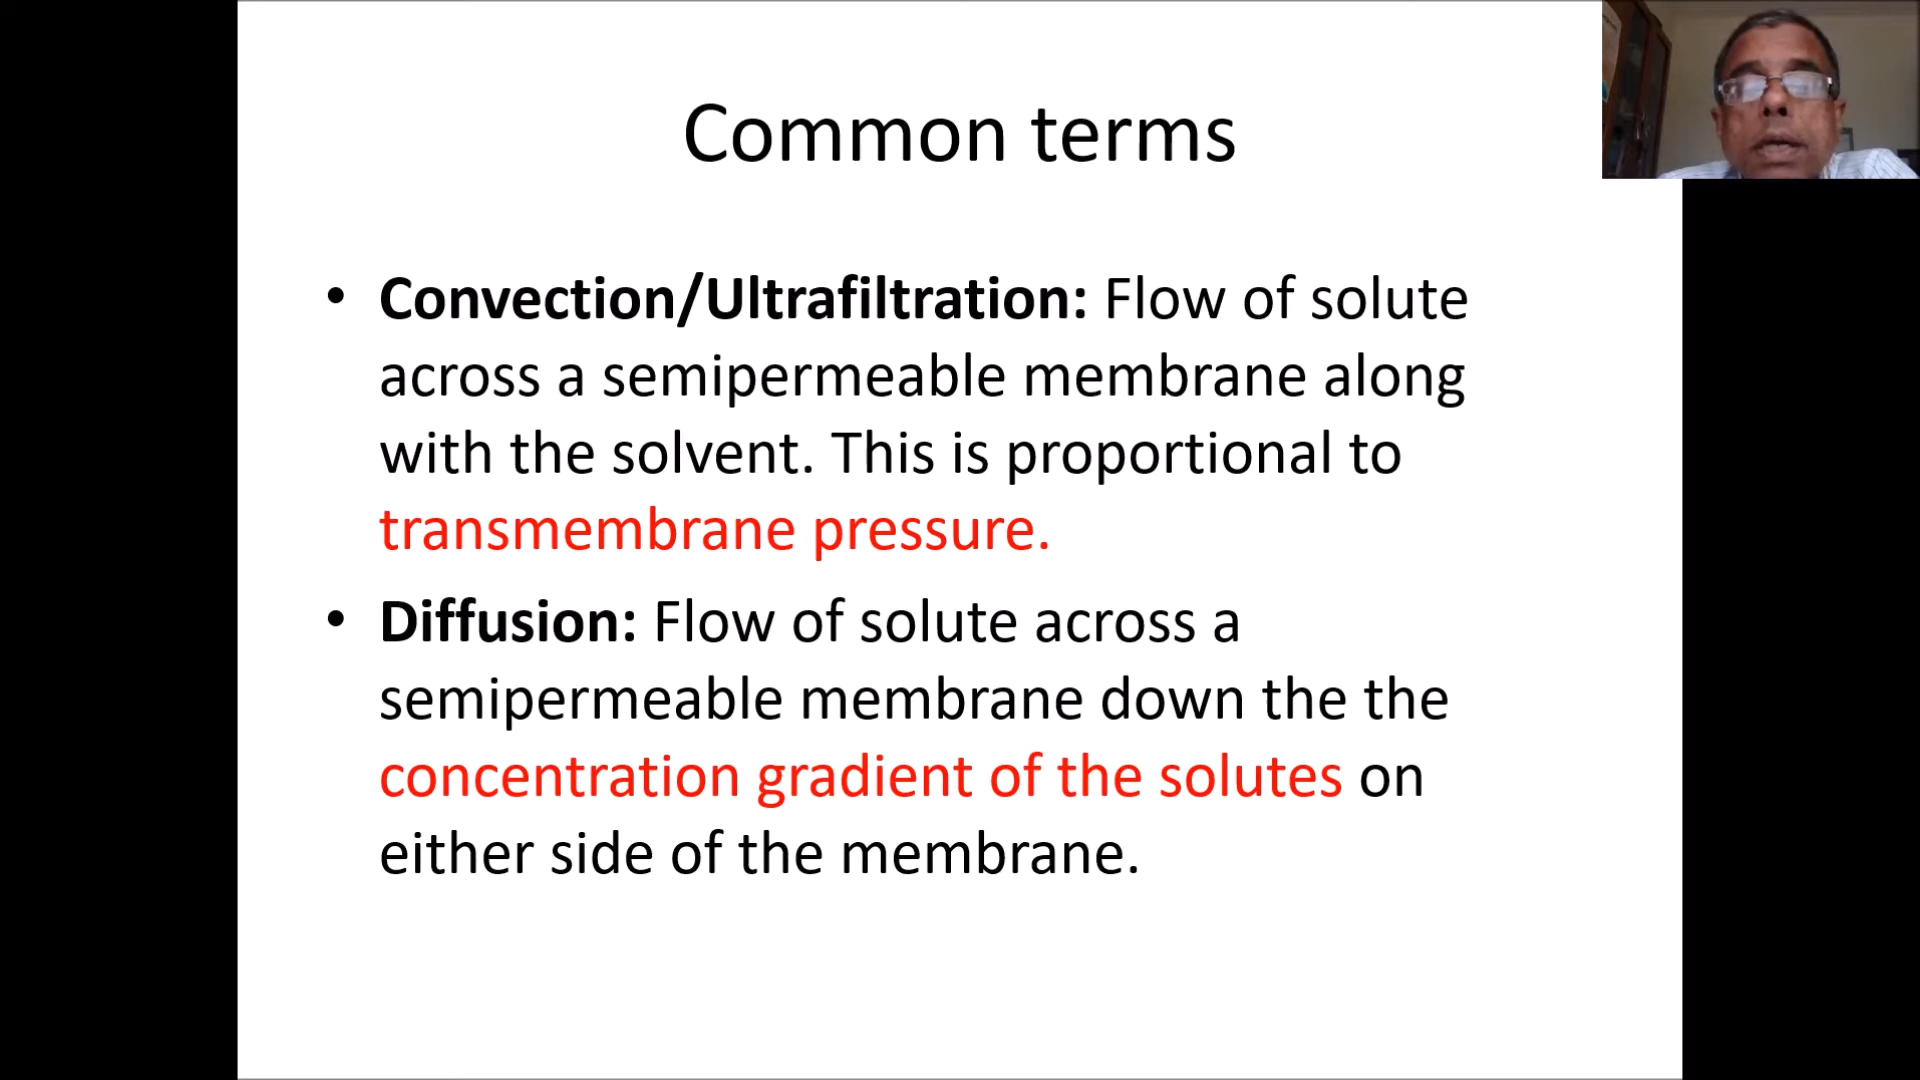 Common terms
• Convection/Ultrafiltration: Flow of solute
across a semipermeable membrane along
with the solvent. This is proportional to
transmembrane pressure.
• Diffusion: Flow of solute across a
semipermeable membrane down the the
concentration gradient of the solutes on
either side of the membrane.